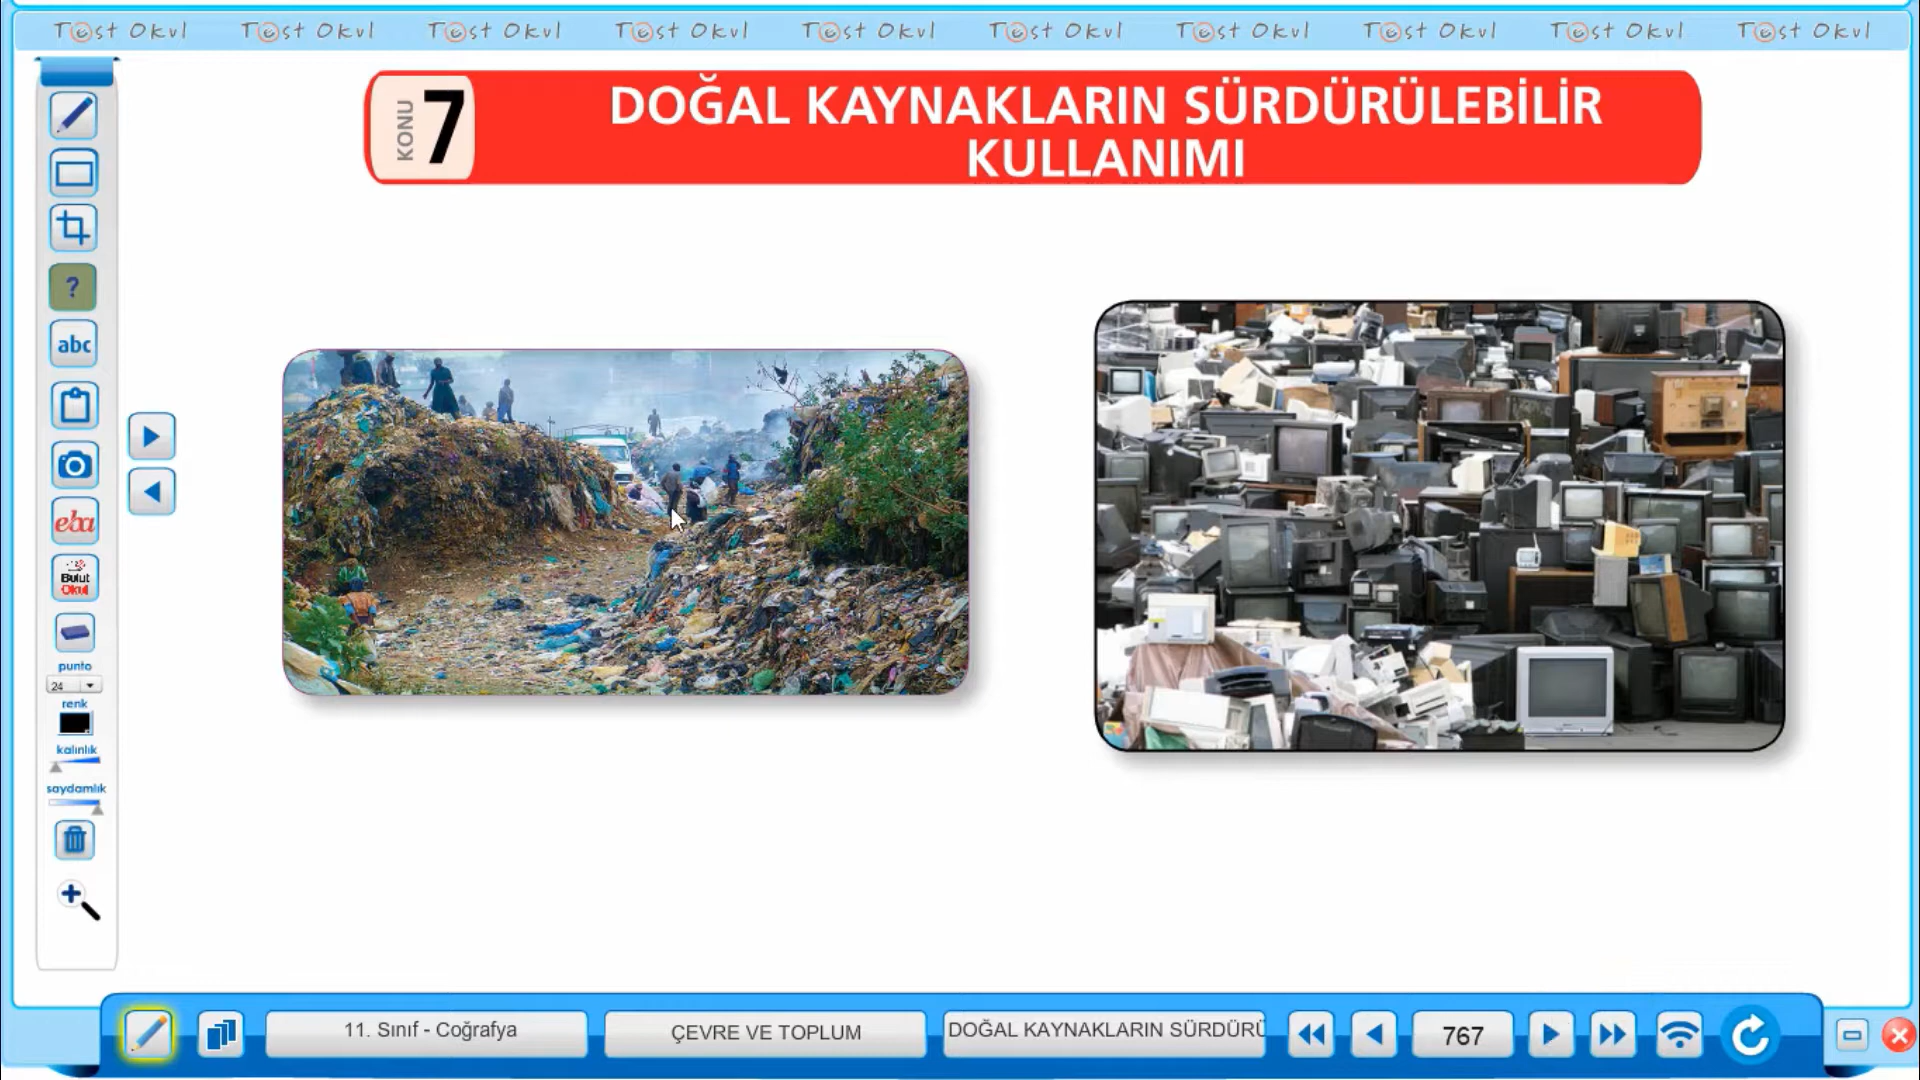 Test Okul Test Okul Test Okul Test Okul Test Okul Test Okul Test Okul Test Okul Test Okul Test Okul
KONU 7
DOĞAL KAYNAKLARIN SÜRDÜRÜLEBİLİR
KULLANIMI
?
abc
eba
Bulut
Okul
punto
24
renk
kalınlık
saydamlık
11. Sınıf - Coğrafya
ÇEVRE VE TOPLUM
DOĞAL KAYNAKLARIN SÜRDÜRÜ
767